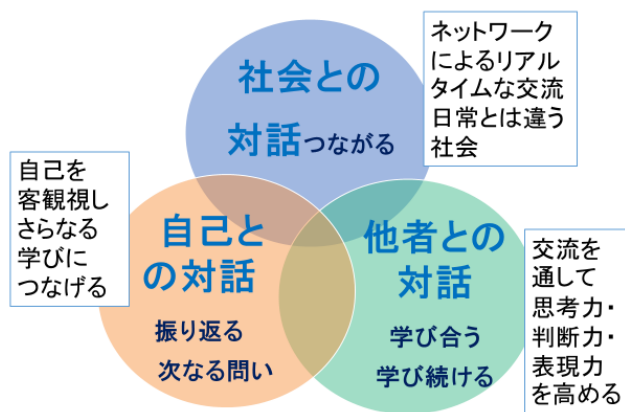 社会との
対話つながる
ネットワーク
によるリアル
タイムな交流
日常とは違う
社会
自己を
客観視し
さらなる
学びに
つなげる
自己と
の対話
振り返る
次なる問い
他者との
対話
学び合う
学び続ける
交流を
通して
思考力・
判断力・
表現力
を高める